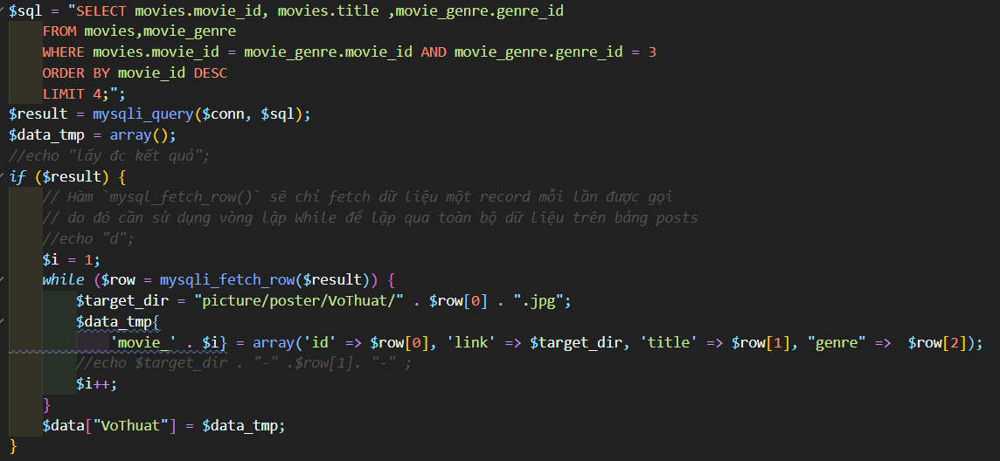 $sql = "SELECT movies.movie_id, movies.title ,movie_genre.genre_id
FROM movies,movie_genre
WHERE movies.movie_id = movie_genre.movie_id AND movie_genre.genre_id = 3
ORDER BY movie_id DESC
LIMIT 4;";
$result = mysqli_query($conn, $sql);
$data_tmp = array();
//echo "lấy đc kết quả";
if ($result) {
// Hàm `mysql_fetch_row()` sẽ chỉ fetch dữ liệu một record mỗi lần được gọi
// do đó cần sử dụng vòng lặp While để lặp qua toàn bộ dữ liệu trên bảng posts
//echo "d";
$i = 1;
while ($row = mysqli_fetch_row($result)) {
$target_dir = "picture/poster/VoThuat/" . $row[0] . ".jpg";
$data_tmp{
'movie_' . $i} = array('id' => $row[0], 'link' => $target_dir, 'title' => $row[1], "genre" =>  $row[2]);
//echo $target_dir . "-" .$row[1]. "-" ;
$i++;
}
$data["VoThuat"] = $data_tmp;
}